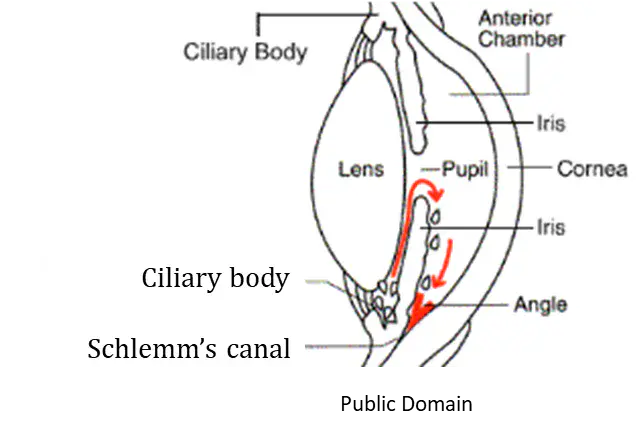 Ciliary Body
Anterior
Chamber
Iris
Lens
Pupil
Cornea
Iris
Ciliary body
Angle
Schlemm’s canal
Public Domain